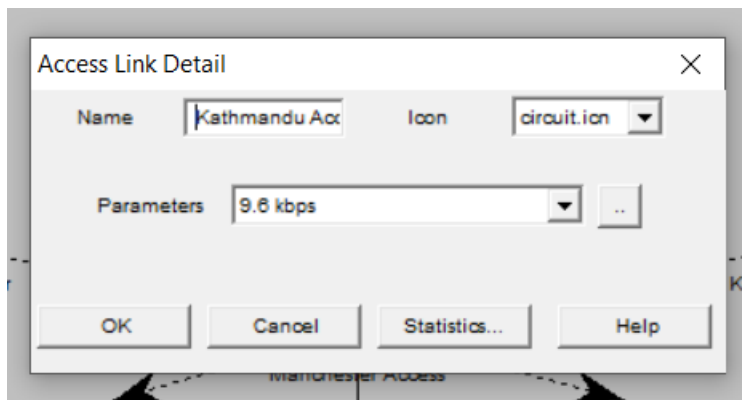 Access Link Detail
Name Kathmandu Acc Icon circuit.icn
Parameters 9.6 kbps ..
r K
OK Cancel Statistics... Help
Manchester Access